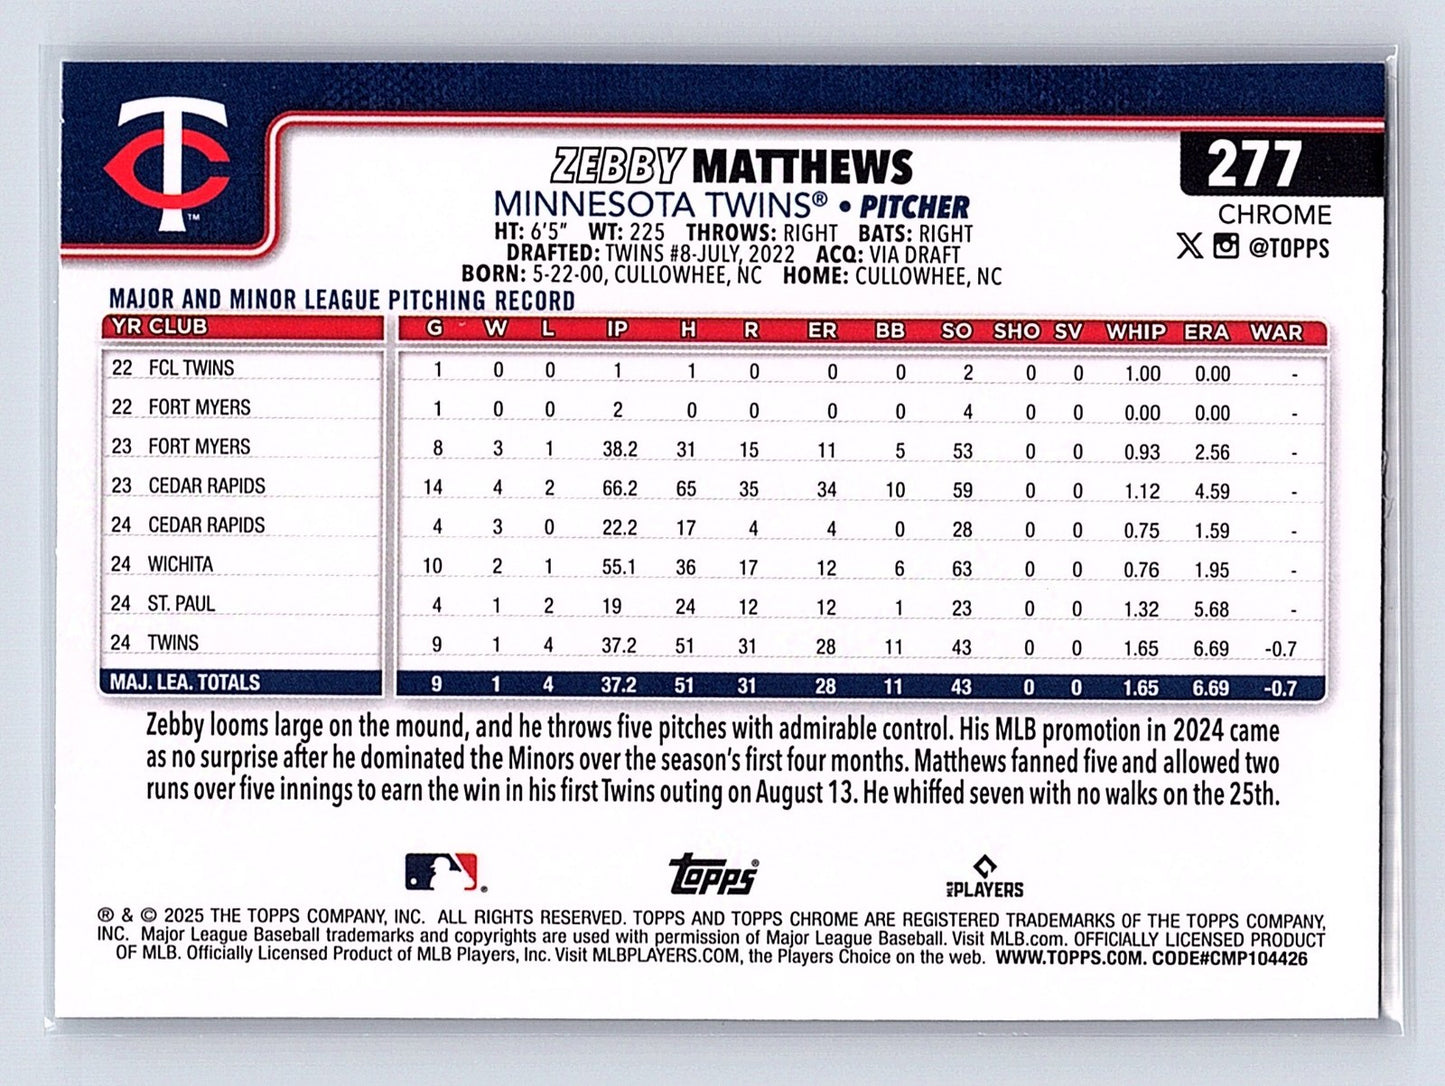 TC™
ZEBBY MATTHEWS
277
MINNESOTA TWINS® • PITCHER
CHROME
HT: 6'5" WT: 225 THROWS: RIGHT BATS: RIGHT
@TOPPS
DRAFTED: TWINS #8-JULY, 2022 ACQ: VIA DRAFT
BORN: 5-22-00, CULLOWHEE, NC HOME: CULLOWHEE, NC
MAJOR AND MINOR LEAGUE PITCHING RECORD
YR CLUB G W L IP H R ER BB SO SHO SV WHIP ERA WAR
22 FCL TWINS 1 0 0 1 1 0 0 0 2 0 0 1.00 0.00 -
22 FORT MYERS 1 0 0 2 0 0 0 0 4 0 0 0.00 0.00 -
23 FORT MYERS 8 3 1 38.2 31 15 11 5 53 0 0 0.93 2.56 -
23 CEDAR RAPIDS 14 4 2 66.2 65 35 34 10 59 0 0 1.12 4.59 -
24 CEDAR RAPIDS 4 3 0 22.2 17 4 4 0 28 0 0 0.75 1.59 -
24 WICHITA 10 2 1 55.1 36 17 12 6 63 0 0 0.76 1.95 -
24 ST. PAUL 4 1 2 19 24 12 12 1 23 0 0 1.32 5.68 -
24 TWINS 9 1 4 37.2 51 31 28 11 43 0 0 1.65 6.69 -0.7
MAJ. LEA. TOTALS 9 1 4 37.2 51 31 28 11 43 0 0 1.65 6.69 -0.7
Zebby looms large on the mound, and he throws five pitches with admirable control. His MLB promotion in 2024 came
as no surprise after he dominated the Minors over the season's first four months. Matthews fanned five and allowed two
runs over five innings to earn the win in his first Twins outing on August 13. He whiffed seven with no walks on the 25th.
topps®
MLB PLAYERS
® & © 2025 THE TOPPS COMPANY, INC. ALL RIGHTS RESERVED. TOPPS AND TOPPS CHROME ARE REGISTERED TRADEMARKS OF THE TOPPS COMPANY,
INC. Major League Baseball trademarks and copyrights are used with permission of Major League Baseball. Visit MLB.com. OFFICIALLY LICENSED PRODUCT
OF MLB. Officially Licensed Product of MLB Players, Inc. Visit MLBPLAYERS.COM, the Players Choice on the web. WWW.TOPPS.COM. CODE#CMP104426